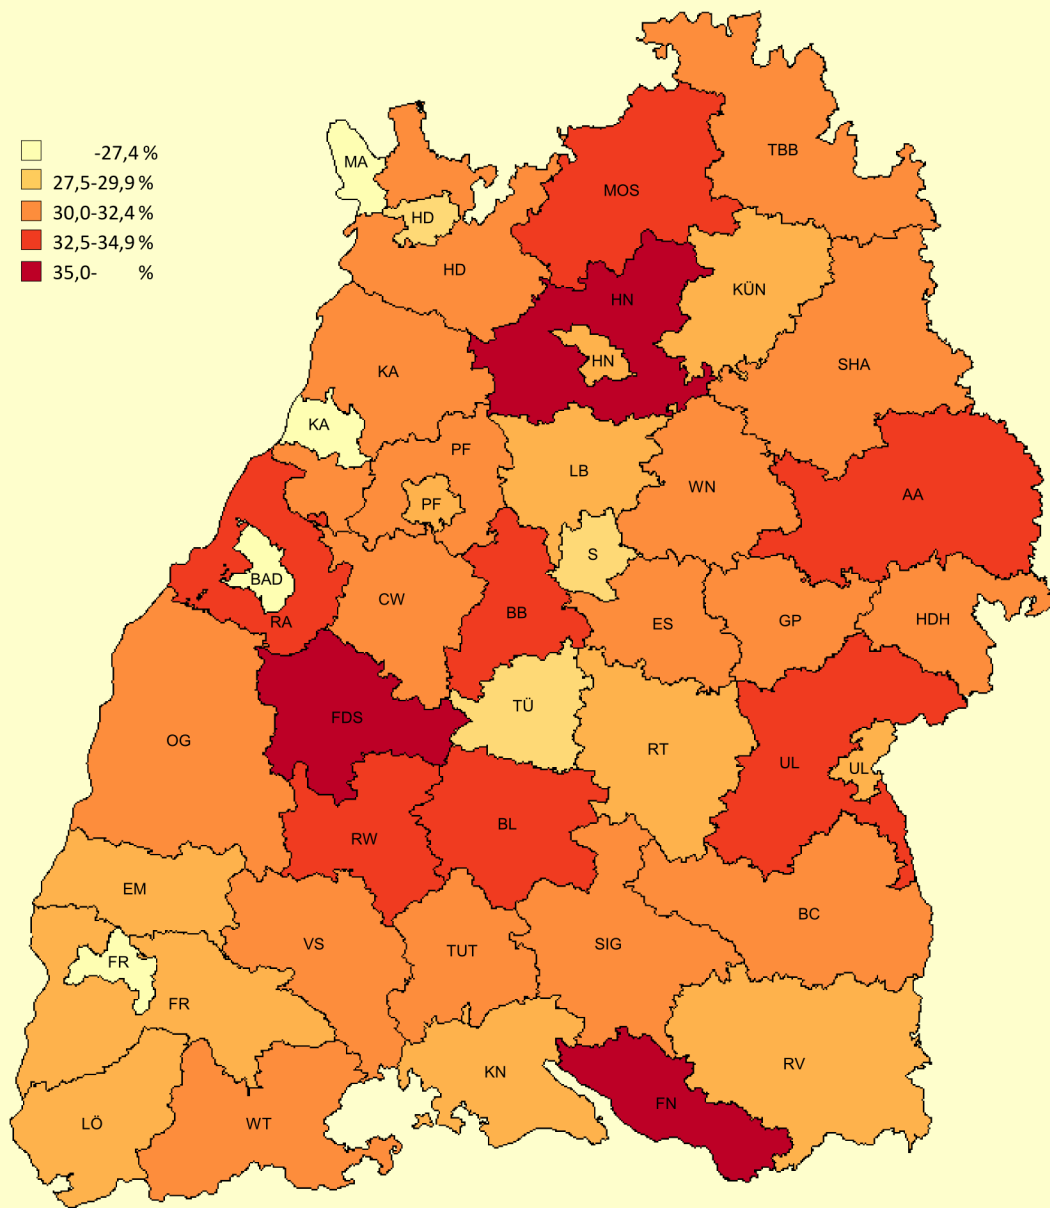 -27,4 %
27,5-29,9 %
30,0-32,4 %
32,5-34,9 %
35,0- %
TBB
MA
MOS
HD
HD
KÜN
HN
HN
SHA
KA
KA
PF
LB
WN
AA
PF
S
BAD
CW
BB
RA
ES
GP
HDH
TÜ
FDS
OG
RT
UL
UL
RW
BL
EM
BC
VS
TUT
SIG
FR
FR
KN
RV
LÖ
WT
FN